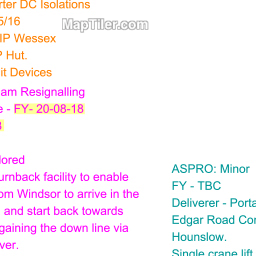 rter DC Isolations
5/16
IP Wessex
P Hut.
it Devices
am Resignalling
e - FY- 20-08-18
lored
urnback facility to enable
om Windsor to arrive in the
and start back towards
gaining the down line via
ver.
ASPRO: Minor
FY - TBC
Deliverer - Porta
Edgar Road Cor
Hounslow.
Single crane lift
MapTiler.com